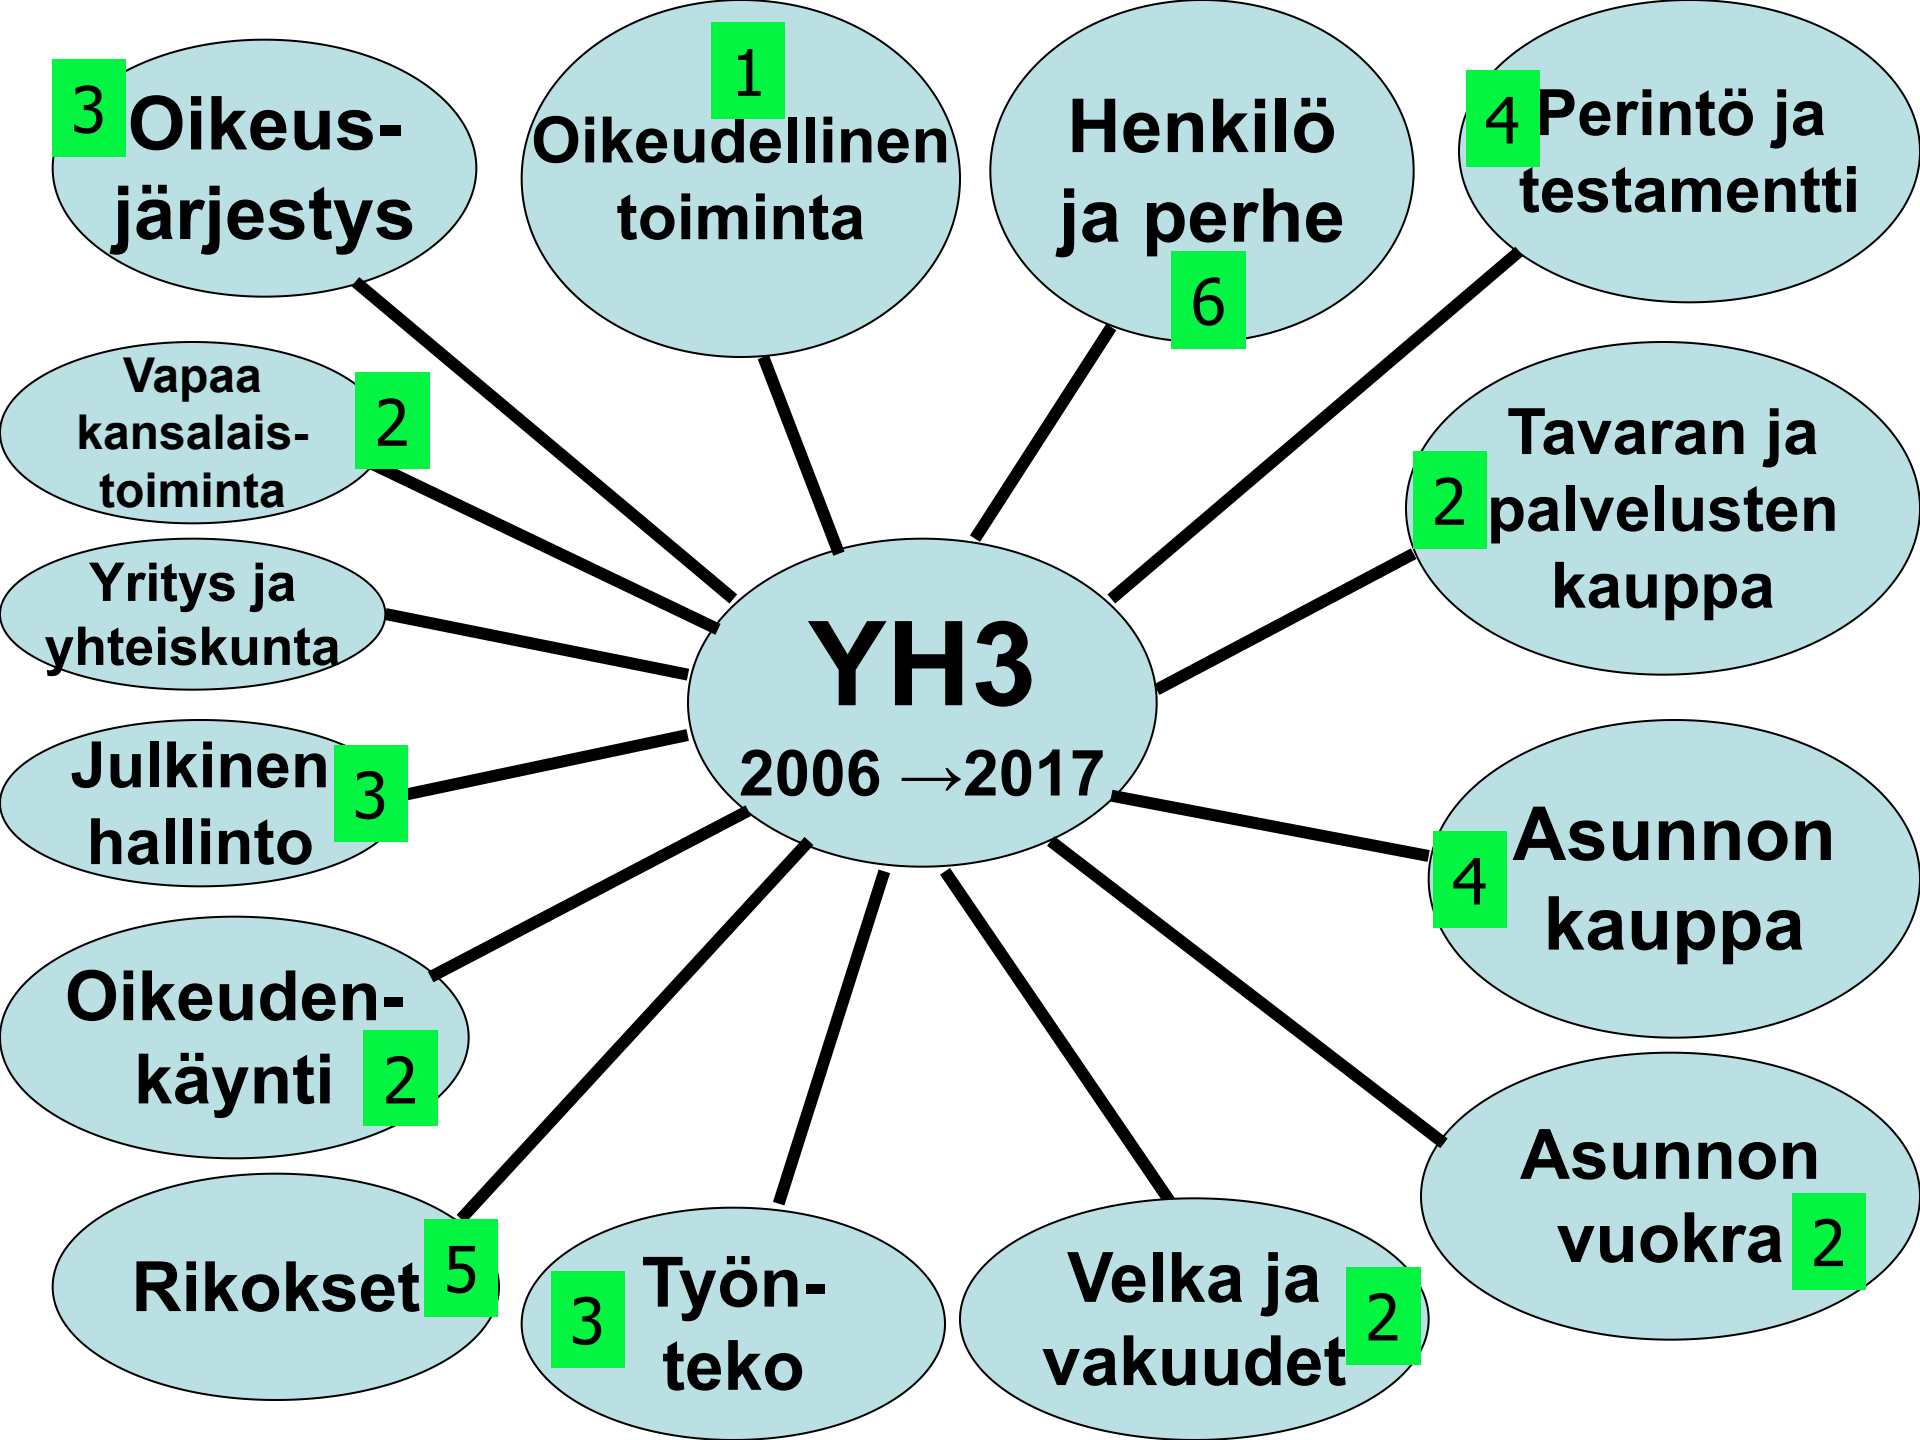 3
Oikeus-
järjestys
1
Oikeudellinen
toiminta
Henkilö
ja perhe
6
4
Perintö ja
testamentti
Vapaa
kansalais-
toiminta
2
Tavaran ja
palvelusten
kauppa
2
Yritys ja
yhteiskunta
YH3
2006 →2017
Julkinen
hallinto
3
Asunnon
kauppa
4
Oikeuden-
käynti
2
Asunnon
vuokra
2
Rikokset
5
3
Työn-
teko
Velka ja
vakuudet
2